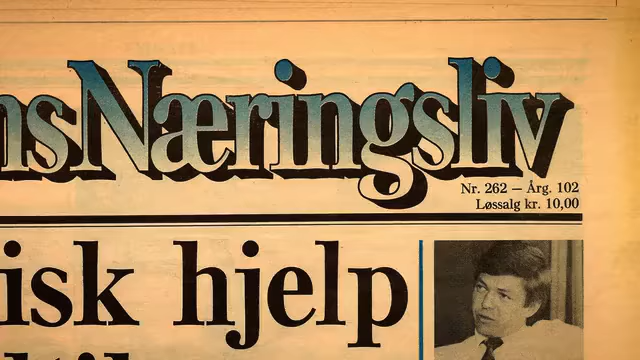 nsNæringsliv
Nr. 262 — Årg. 102
Løssalg kr. 10,00
isk hjelp